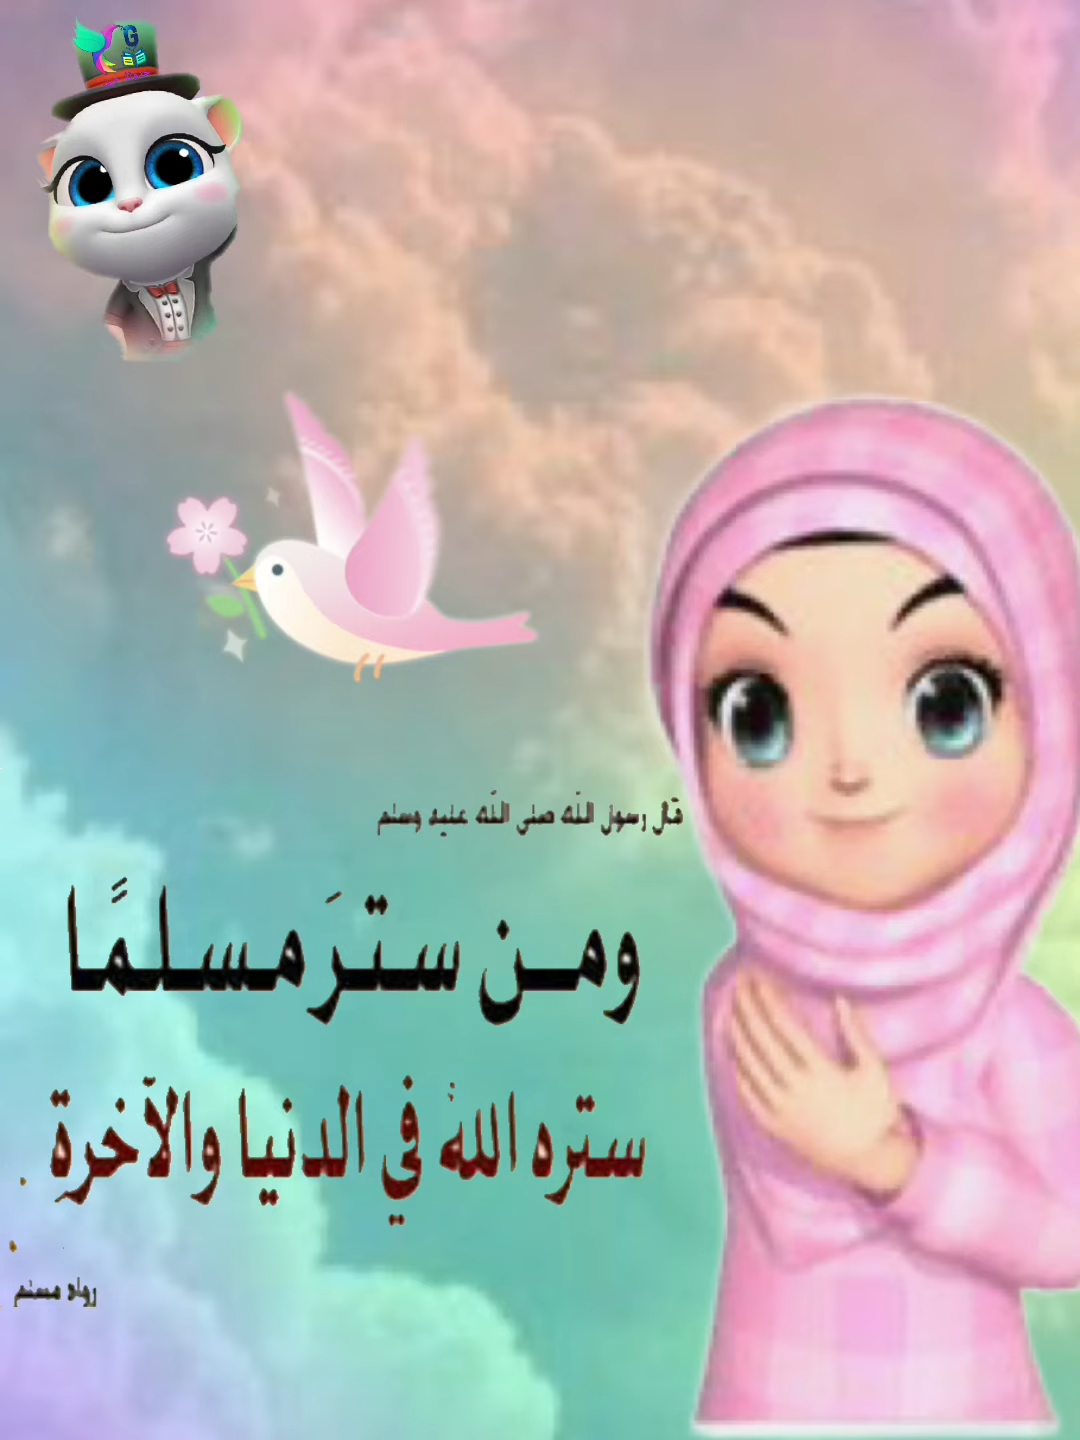 G
قال رسول الله صلى الله عليه وسلم
ومن سترَ مسلمًا
ستره اللهُ في الدنيا والآخرةِ .
رواه مسلم